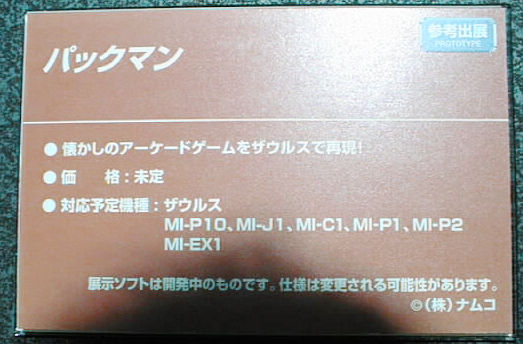 参考出展
PROTOTYPE
パックマン
●懐かしのアーケードゲームをザウルスで再現!
●価　格：未定
●対応予定機種：ザウルス
MI-P10、MI-J1、MI-C1、MI-P1、MI-P2
MI-EX1
展示ソフトは開発中のものです。仕様は変更される可能性があります。
©(株)ナムコ